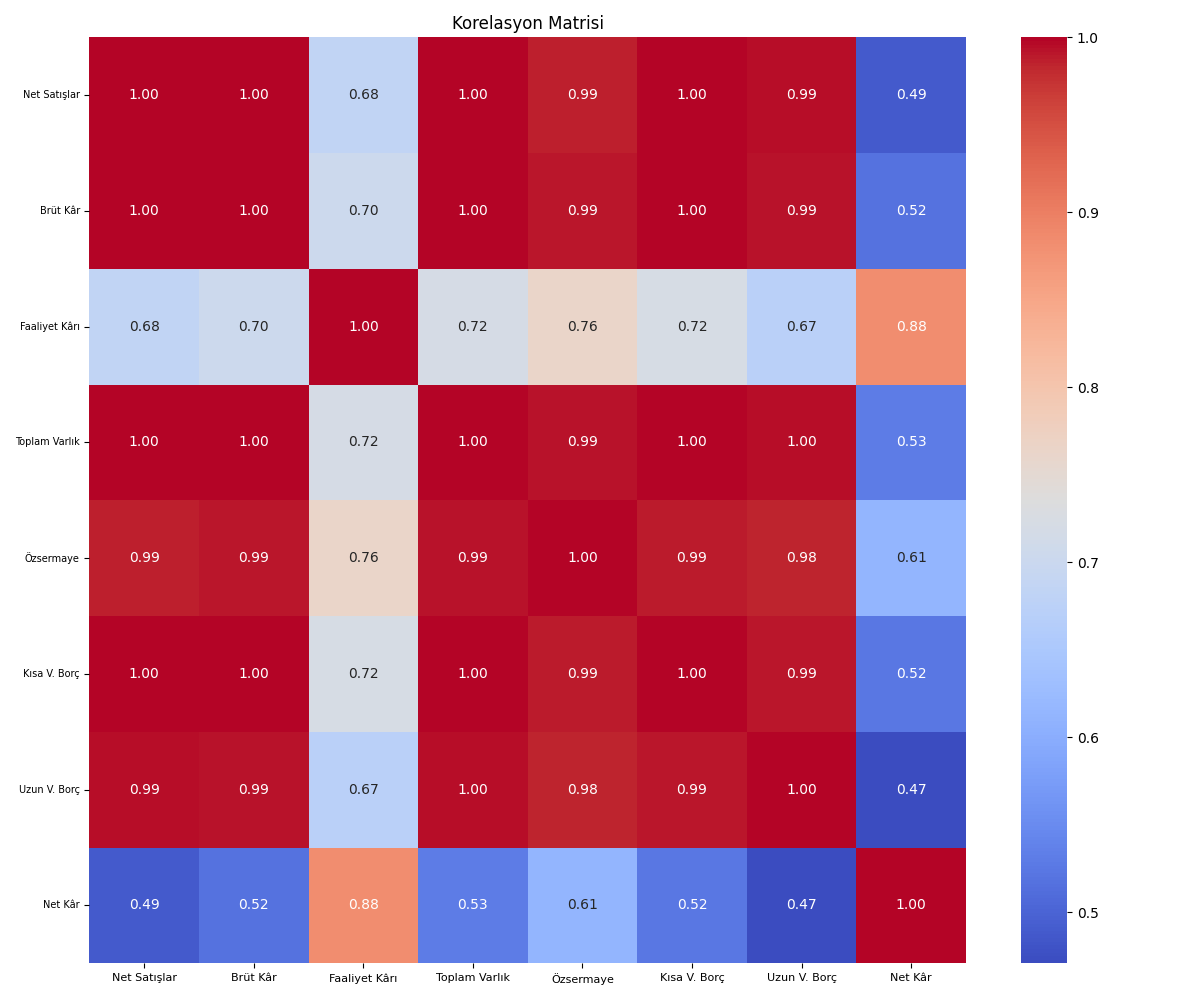 Korelasyon Matrisi
Net Satışlar 1.00 1.00 0.68 1.00 0.99 1.00 0.99 0.49
Brüt Kâr 1.00 1.00 0.70 1.00 0.99 1.00 0.99 0.52
Faaliyet Kârı 0.68 0.70 1.00 0.72 0.76 0.72 0.67 0.88
Toplam Varlık 1.00 1.00 0.72 1.00 0.99 1.00 1.00 0.53
Özsermaye 0.99 0.99 0.76 0.99 1.00 0.99 0.98 0.61
Kısa V. Borç 1.00 1.00 0.72 1.00 0.99 1.00 0.99 0.52
Uzun V. Borç 0.99 0.99 0.67 1.00 0.98 0.99 1.00 0.47
Net Kâr 0.49 0.52 0.88 0.53 0.61 0.52 0.47 1.00
Net Satışlar Brüt Kâr Faaliyet Kârı Toplam Varlık Özsermaye Kısa V. Borç Uzun V. Borç Net Kâr
1.0
0.9
0.8
0.7
0.6
0.5